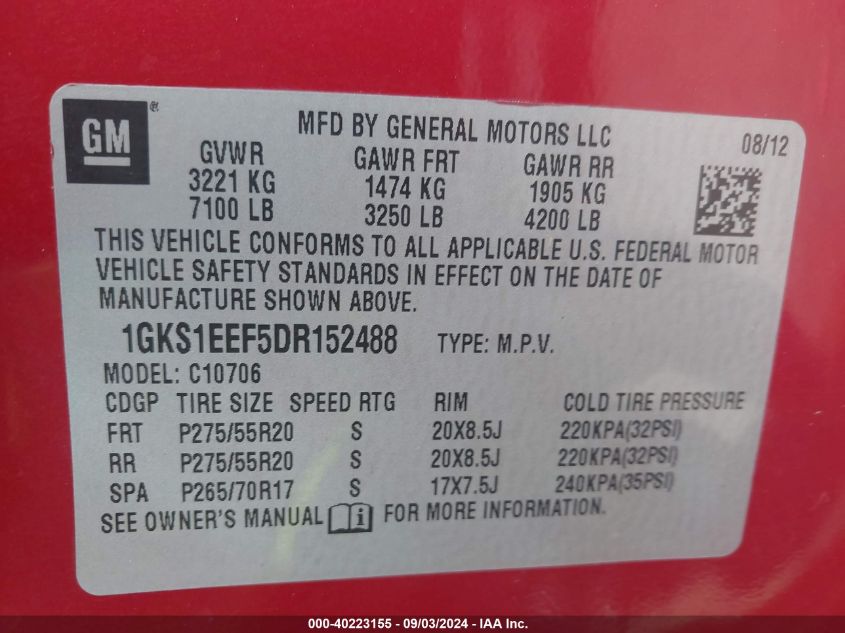 GM ®
MFD BY GENERAL MOTORS LLC
08/12
GVWR GAWR FRT GAWR RR
3221 KG 1474 KG 1905 KG
7100 LB 3250 LB 4200 LB
THIS VEHICLE CONFORMS TO ALL APPLICABLE U.S. FEDERAL MOTOR
VEHICLE SAFETY STANDARDS IN EFFECT ON THE DATE OF
MANUFACTURE SHOWN ABOVE.
1GKS1EEF5DR152488 TYPE: M.P.V.
MODEL: C10706
CDGP TIRE SIZE SPEED RTG RIM COLD TIRE PRESSURE
FRT P275/55R20 S 20X8.5J 220KPA(32PSI)
RR P275/55R20 S 20X8.5J 220KPA(32PSI)
SPA P265/70R17 S 17X7.5J 240KPA(35PSI)
SEE OWNER'S MANUAL FOR MORE INFORMATION.
000-40223155 - 09/03/2024 - IAA Inc.